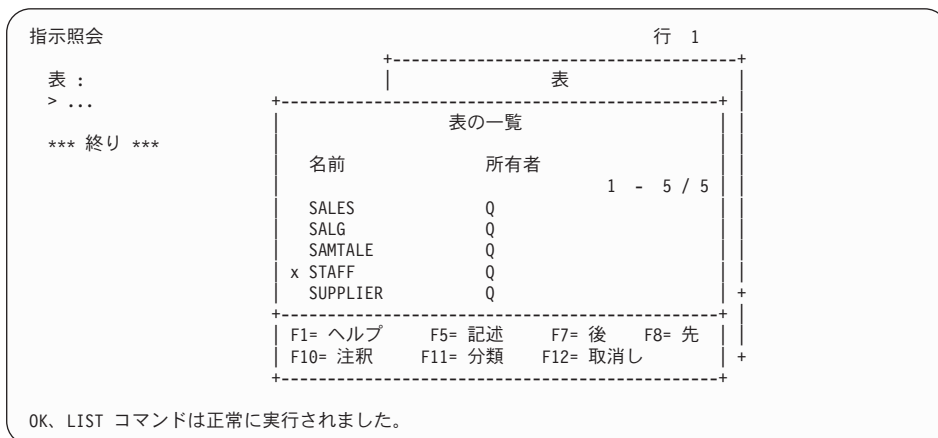 指示照会 行 1
表 :
> ...
*** 終り ***
表
表の一覧
名前 所有者
1 - 5 / 5
SALES Q
SALG Q
SAMTALE Q
x STAFF Q
SUPPLIER Q
F1= ヘルプ F5= 記述 F7= 後 F8= 先
F10= 注釈 F11= 分類 F12= 取消し
OK、LIST コマンドは正常に実行されました。